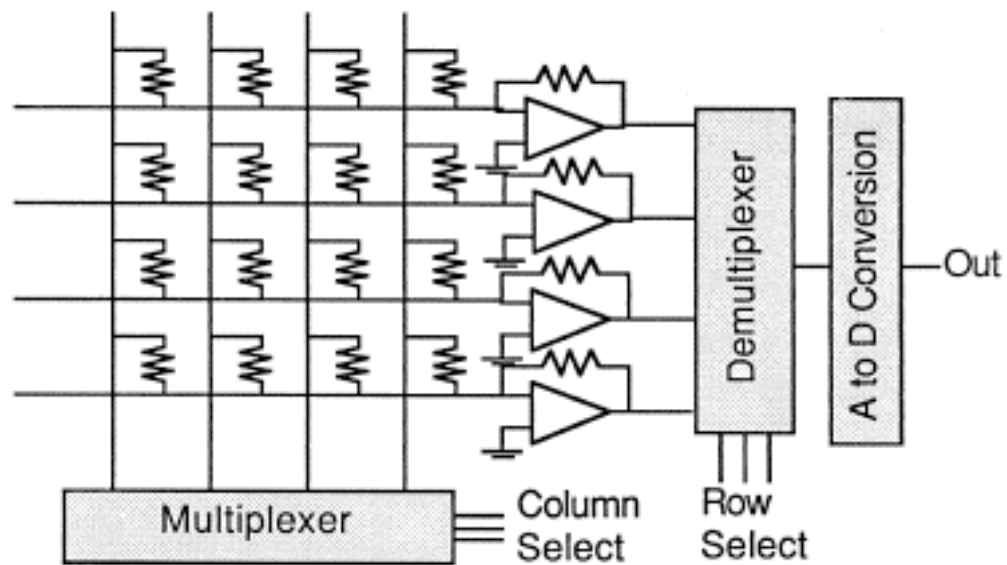 Demultiplexer
A to D Conversion
Out
Multiplexer
Column
Select
Row
Select